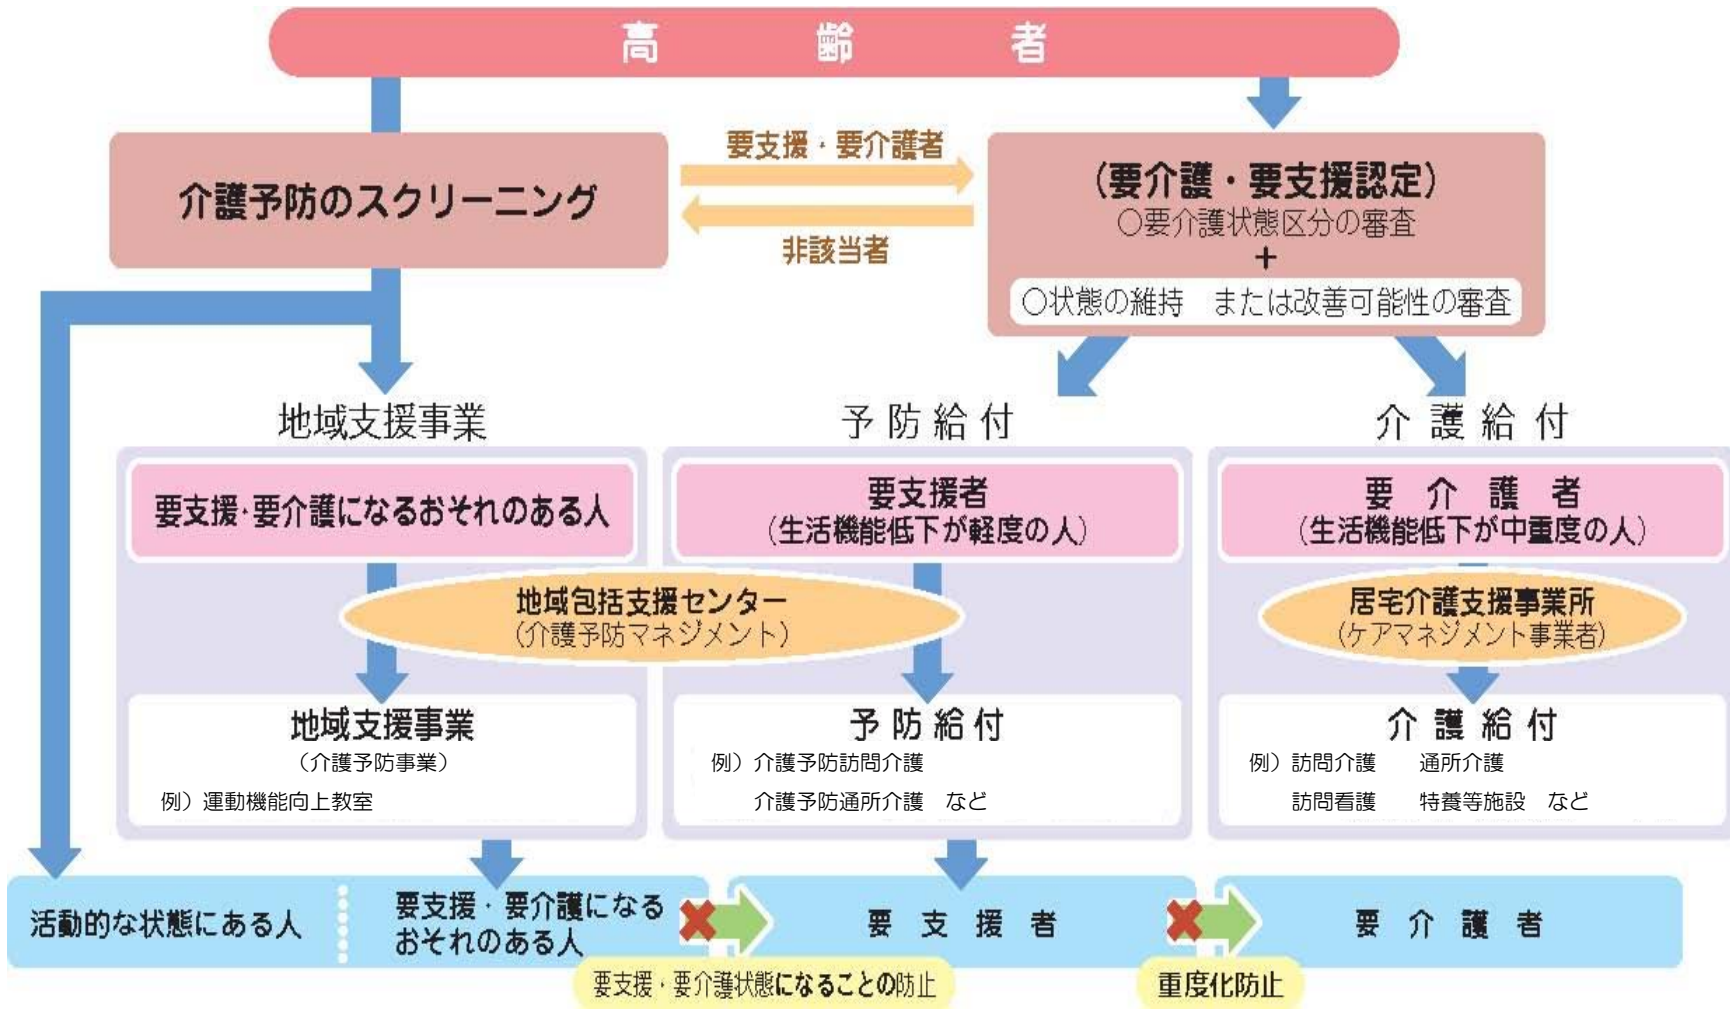 高齢者
介護予防のスクリーニング
要支援・要介護者
非該当者
(要介護・要支援認定)
○要介護状態区分の審査
+
○状態の維持　または改善可能性の審査
地域支援事業
要支援・要介護になるおそれのある人
予防給付
要支援者
(生活機能低下が軽度の人)
介護給付
要介護者
(生活機能低下が中重度の人)
地域包括支援センター
(介護予防マネジメント)
居宅介護支援事業所
(ケアマネジメント事業者)
地域支援事業
（介護予防事業）
例）運動機能向上教室
予防給付
例）介護予防訪問介護
介護予防通所介護　など
介護給付
例）訪問介護　　通所介護
訪問看護　　特養等施設　など
活動的な状態にある人
要支援・要介護になる
おそれのある人
要支援者
要介護者
要支援・要介護状態になることの防止
重度化防止